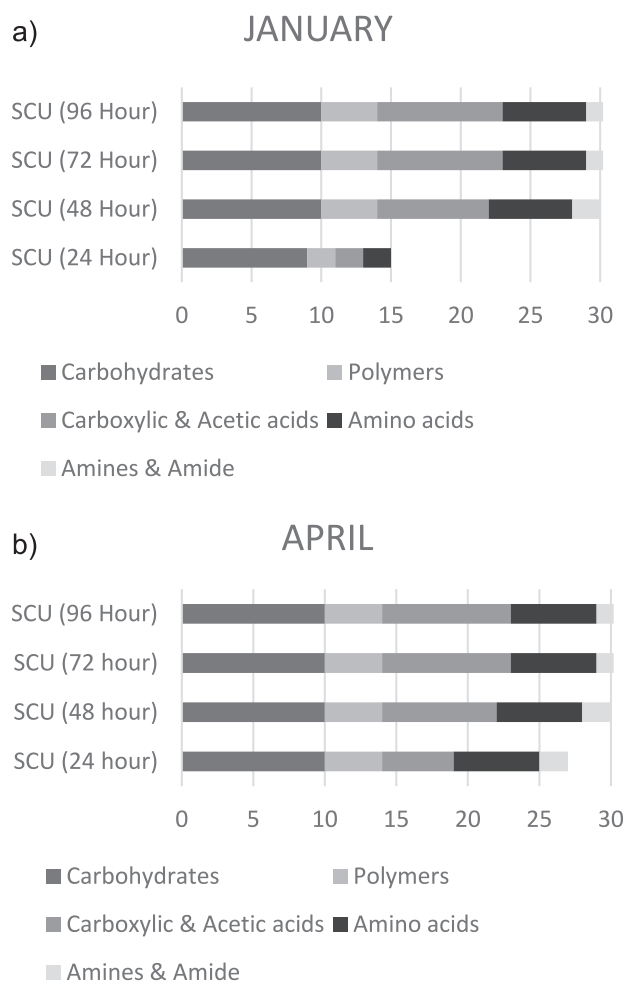 a)
JANUARY
SCU (96 Hour)
SCU (72 Hour)
SCU (48 Hour)
SCU (24 Hour)
0 5 10 15 20 25 30
Carbohydrates Polymers
Carboxylic & Acetic acids Amino acids
Amines & Amide
b)
APRIL
SCU (96 Hour)
SCU (72 hour)
SCU (48 hour)
SCU (24 hour)
0 5 10 15 20 25 30
Carbohydrates Polymers
Carboxylic & Acetic acids Amino acids
Amines & Amide